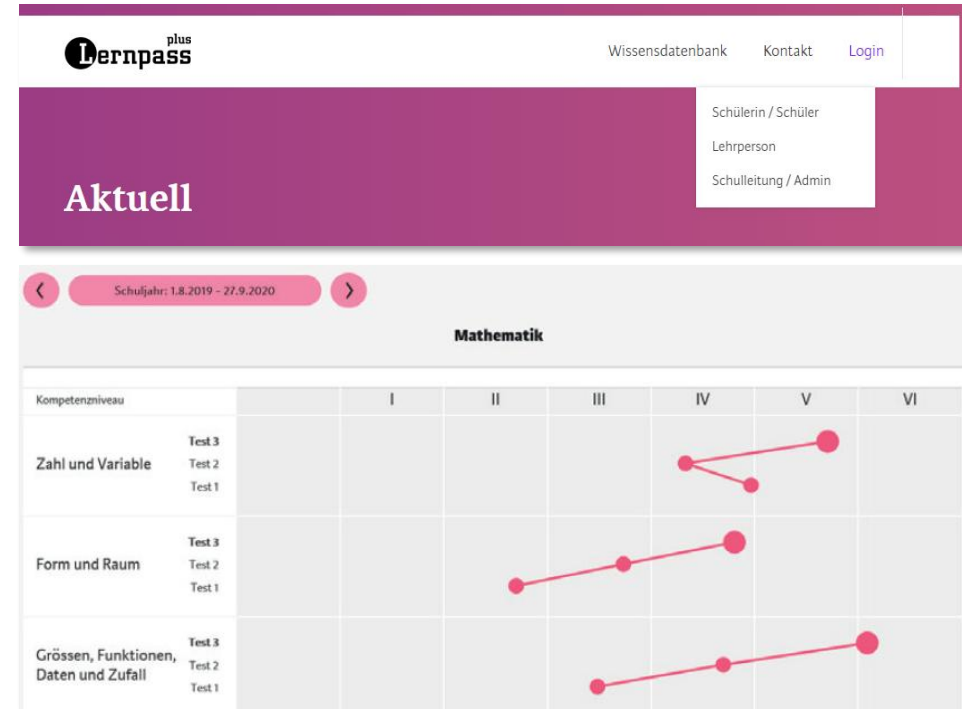 plus
Lernpass
Wissensdatenbank Kontakt Login
Schülerin / Schüler
Lehrperson
Schulleitung / Admin
Aktuell
Schuljahr: 1.8.2019 - 27.9.2020
Mathematik
Kompetenzniveau I II III IV V VI
Test 3
Zahl und Variable Test 2
Test 1
Test 3
Form und Raum Test 2
Test 1
Test 3
Grössen, Funktionen,
Test 2
Daten und Zufall
Test 1